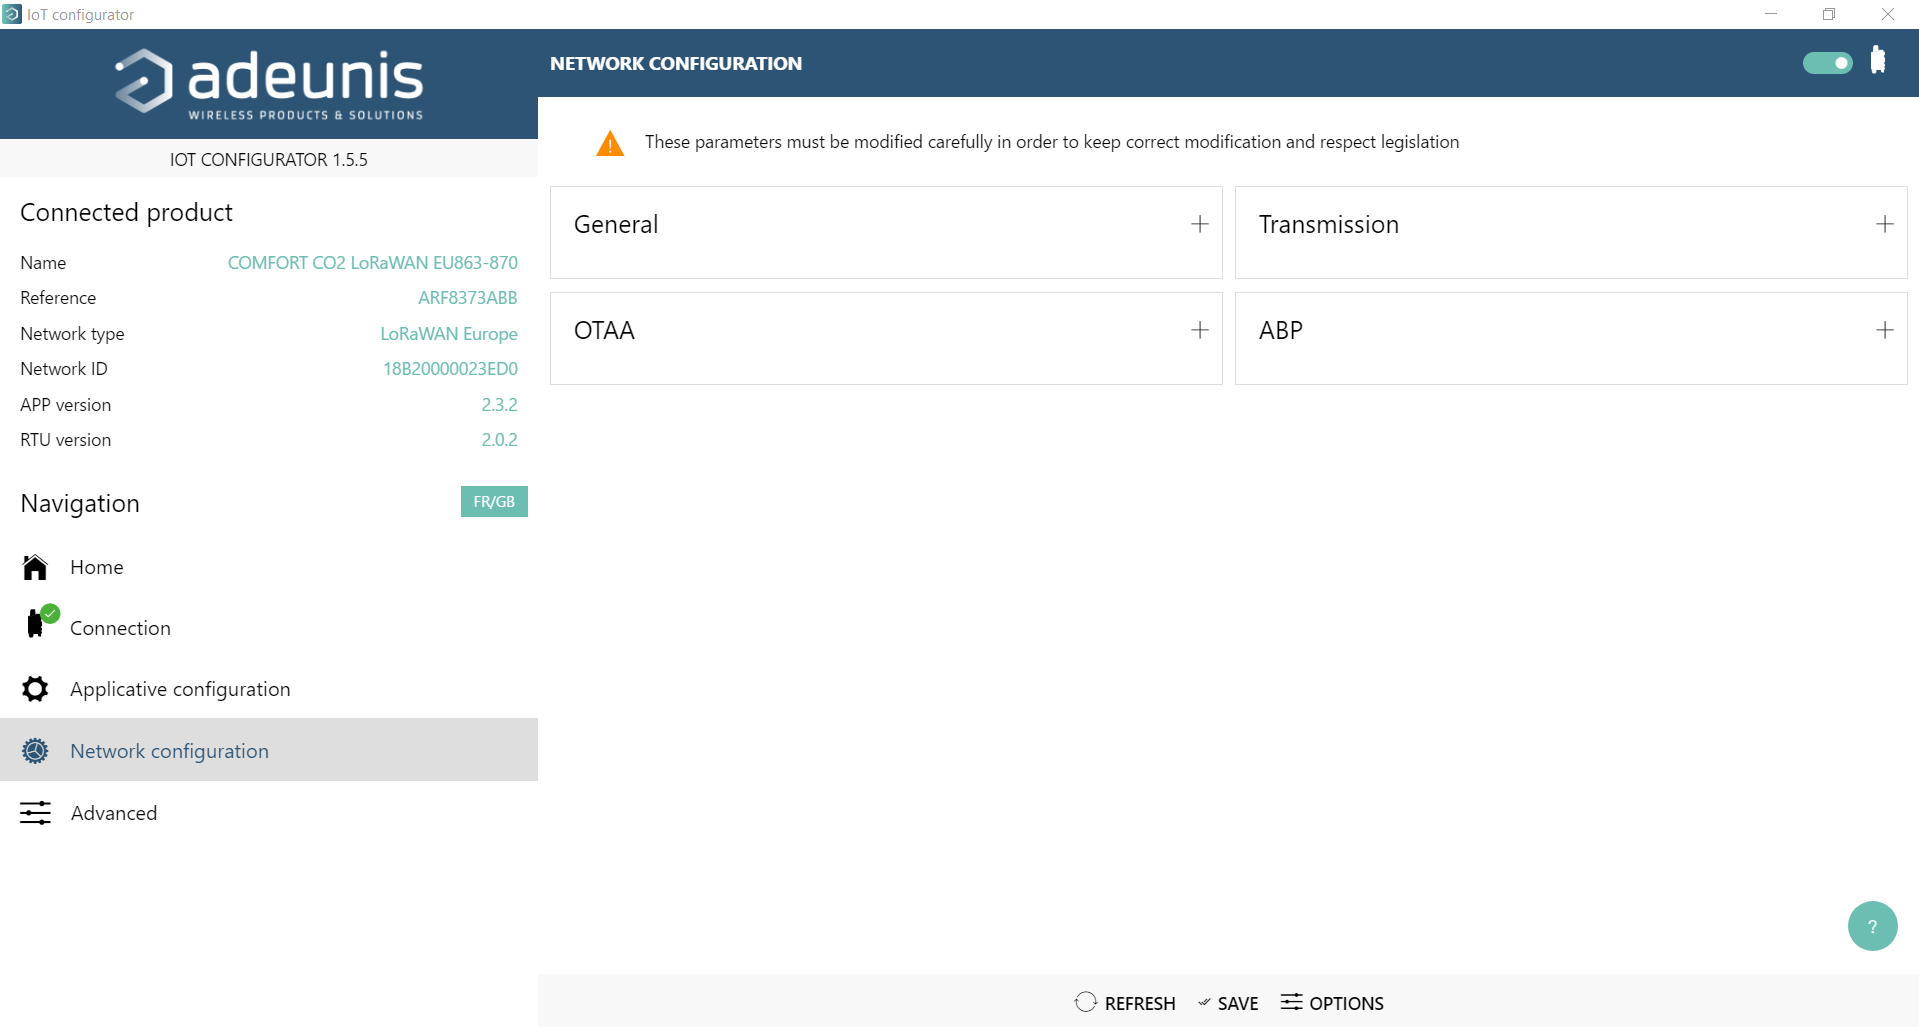 IoT configurator
adeunis
WIRELESS PRODUCTS & SOLUTIONS
IOT CONFIGURATOR 1.5.5
Connected product
Name COMFORT CO2 LoRaWAN EU863-870
Reference ARF8373ABB
Network type LoRaWAN Europe
Network ID 18B20000023ED0
APP version 2.3.2
RTU version 2.0.2
Navigation FR/GB
Home
Connection
Applicative configuration
Network configuration
Advanced
NETWORK CONFIGURATION
These parameters must be modified carefully in order to keep correct modification and respect legislation
General
Transmission
OTAA
ABP
?
REFRESH SAVE OPTIONS